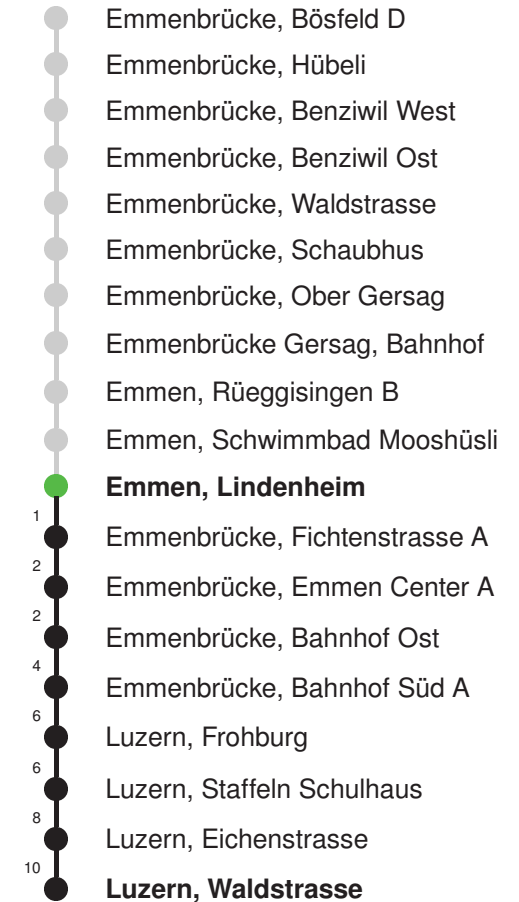 Emmenbrücke, Bösfeld D
Emmenbrücke, Hübeli
Emmenbrücke, Benziwil West
Emmenbrücke, Benziwil Ost
Emmenbrücke, Waldstrasse
Emmenbrücke, Schaubhus
Emmenbrücke, Ober Gersag
Emmenbrücke Gersag, Bahnhof
Emmen, Rüeggisingen B
Emmen, Schwimmbad Mooshüsli
Emmen, Lindenheim
1 Emmenbrücke, Fichtenstrasse A
2 Emmenbrücke, Emmen Center A
2 Emmenbrücke, Bahnhof Ost
4 Emmenbrücke, Bahnhof Süd A
6 Luzern, Frohburg
6 Luzern, Staffeln Schulhaus
8 Luzern, Eichenstrasse
10 Luzern, Waldstrasse